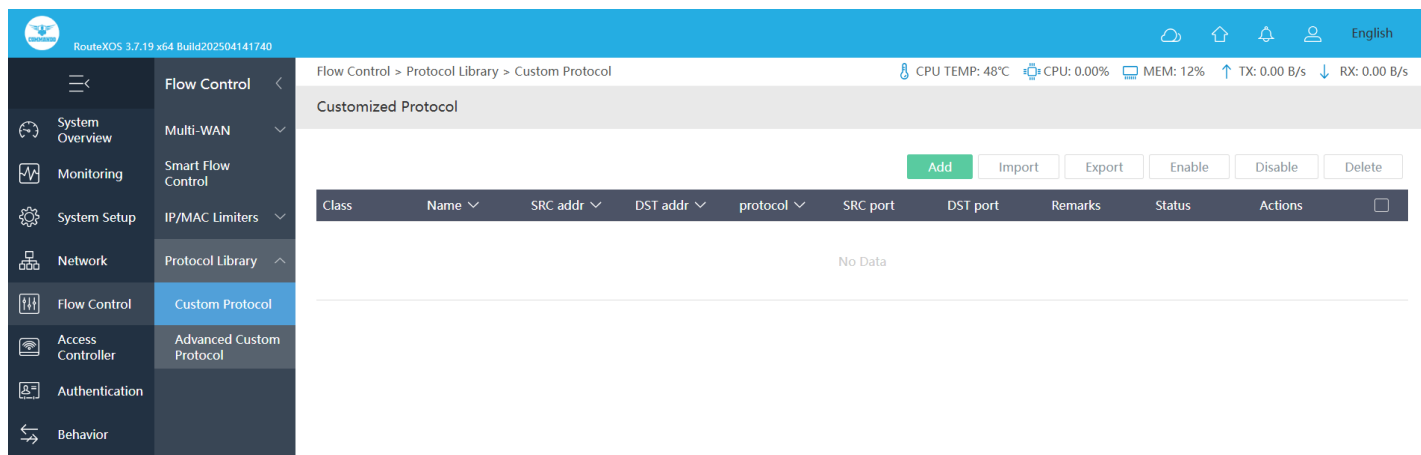 COMMANDO
RouteXOS 3.7.19 x64 Build202504141740
English
Flow Control
Flow Control > Protocol Library > Custom Protocol
CPU TEMP: 48°C CPU: 0.00% MEM: 12% TX: 0.00 B/s RX: 0.00 B/s
Customized Protocol
System
Overview
Monitoring
System Setup
Network
Flow Control
Access
Controller
Authentication
Behavior
Multi-WAN
Smart Flow
Control
IP/MAC Limiters
Protocol Library
Custom Protocol
Advanced Custom
Protocol
Add Import Export Enable Disable Delete
Class Name SRC addr DST addr protocol SRC port DST port Remarks Status Actions
No Data